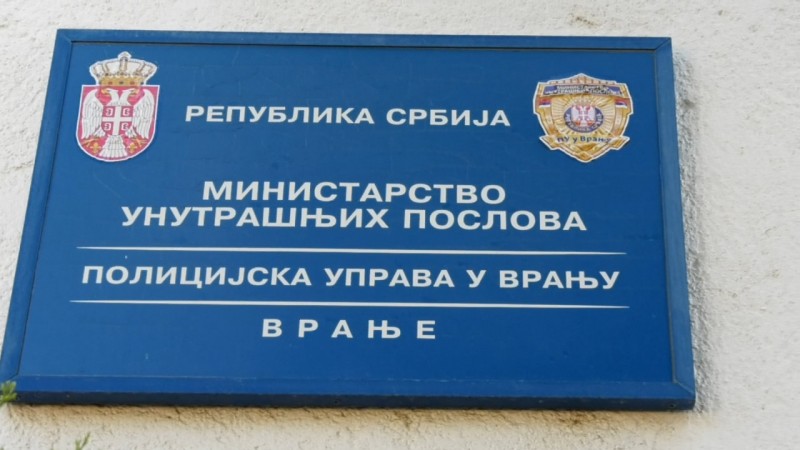 РЕПУБЛИКА СРБИЈА
МИНИСТАРСТВО
УНУТРАШЊИХ ПОСЛОВА
ПОЛИЦИЈСКА УПРАВА У ВРАЊУ
ВРАЊЕ